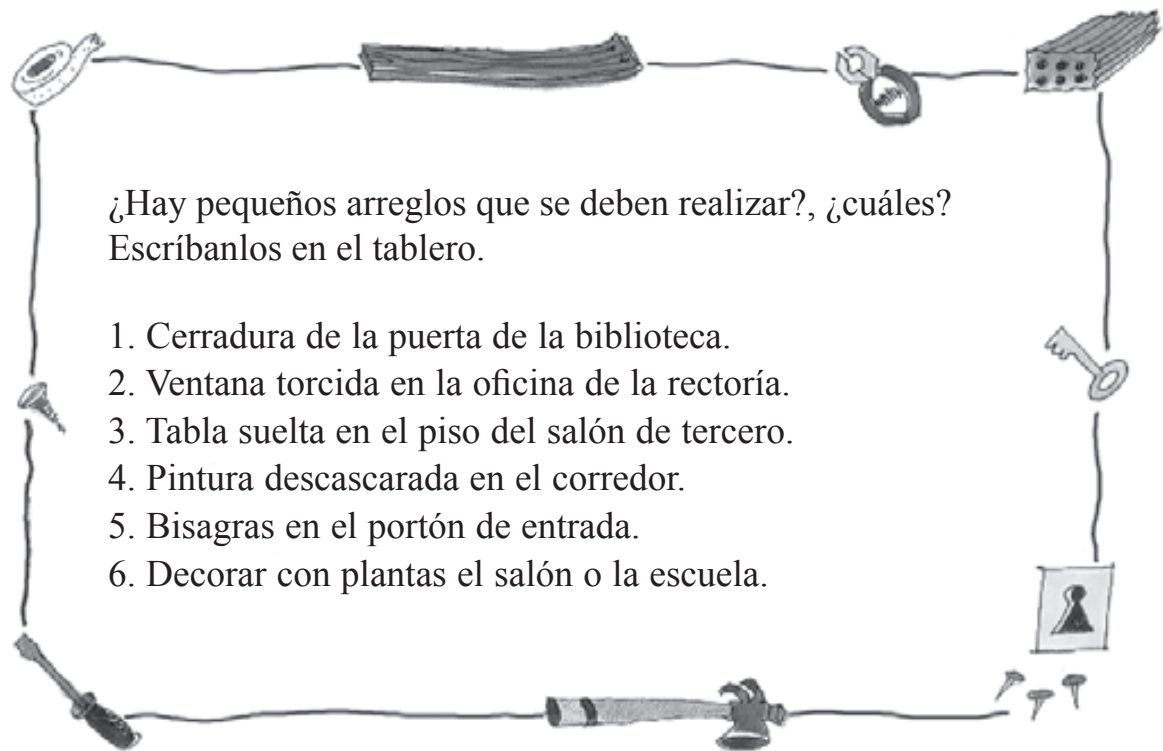 ¿Hay pequeños arreglos que se deben realizar?, ¿cuáles?
Escríbanlos en el tablero.
1. Cerradura de la puerta de la biblioteca.
2. Ventana torcida en la oficina de la rectoría.
3. Tabla suelta en el piso del salón de tercero.
4. Pintura descascarada en el corredor.
5. Bisagras en el portón de entrada.
6. Decorar con plantas el salón o la escuela.